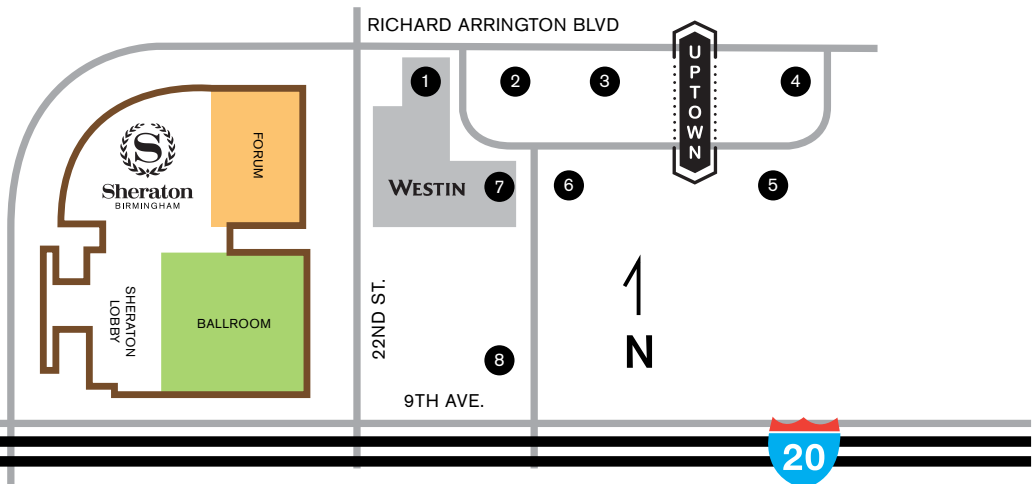 RICHARD ARRINGTON BLVD
UPTOWN
1
2
3
4
FORUM
S
Sheraton
BIRMINGHAM
WESTIN
7
6
5
SHERATON
LOBBY
BALLROOM
22ND ST.
N
8
9TH AVE.
20